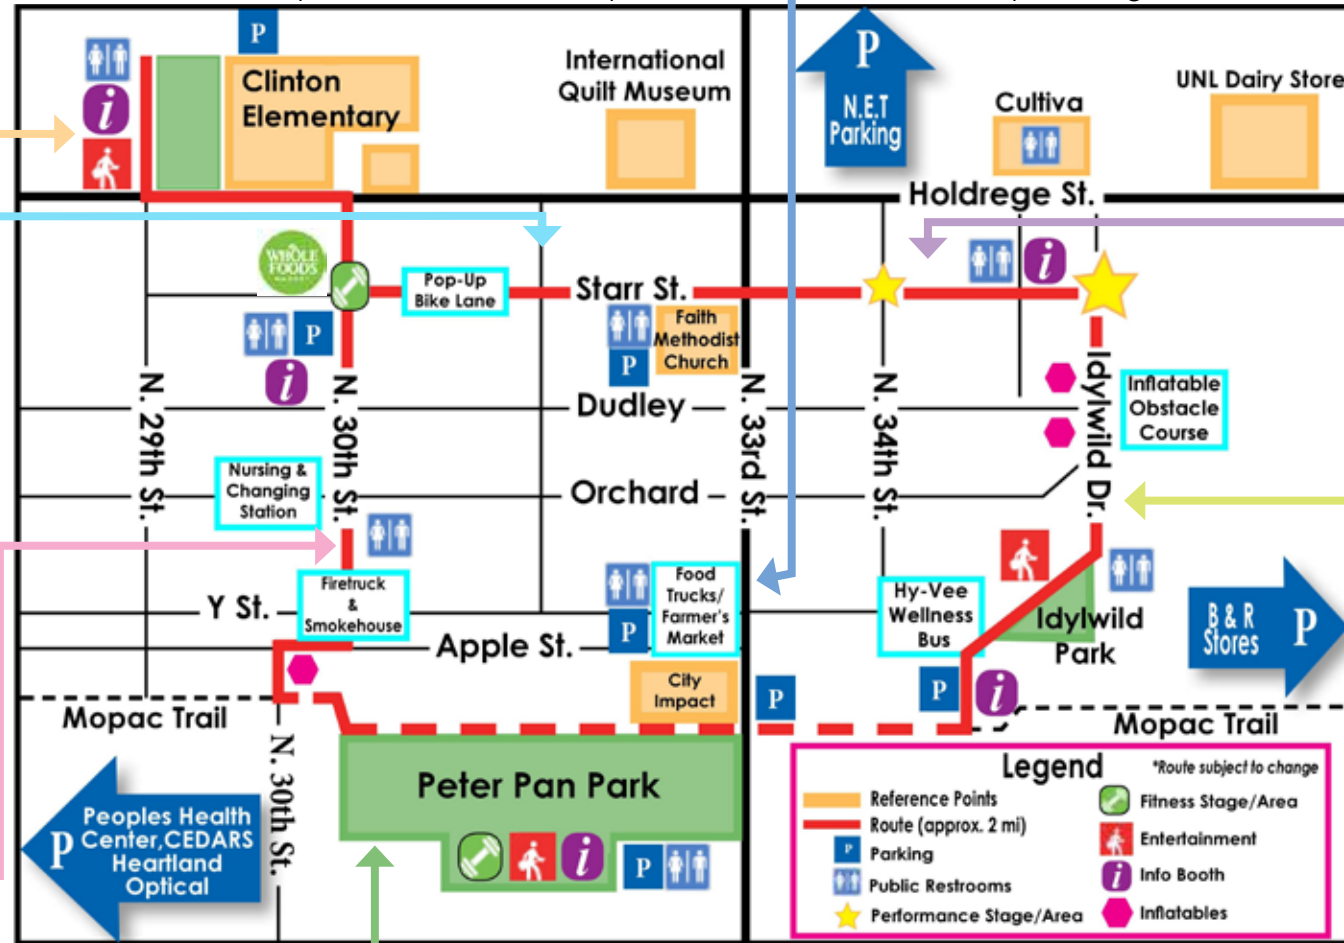 P
Clinton
Elementary
i
International
Quilt Museum
P
N.E.T
Parking
Cultiva
UNL Dairy Store
Holdrege St.
WHOLE
FOODS
MARKET
Pop-Up
Bike Lane
Starr St.
i
P
i
Faith
Methodist
Church
P
N. 29th St.
N. 30th St.
Dudley
N. 33rd St.
N. 34th St.
Idylwild Dr.
Inflatable
Obstacle
Course
Nursing &
Changing
Station
Orchard
Firetruck
&
Smokehouse
Y St.
Food
Trucks/
Farmer's
Market
P
Apple St.
Hy-Vee
Wellness
Bus
Idylwild
Park
B & R
Stores
P
City
Impact
P
P
i
Mopac Trail
Mopac Trail
N. 30th St.
Peter Pan Park
i
P
Peoples Health
Center,CEDARS
Heartland
Optical
P
Legend
*Route subject to change
Reference Points
Route (approx. 2 mi)
P
Parking
Public Restrooms
Performance Stage/Area
Fitness Stage/Area
Entertainment
i
Info Booth
Inflatables